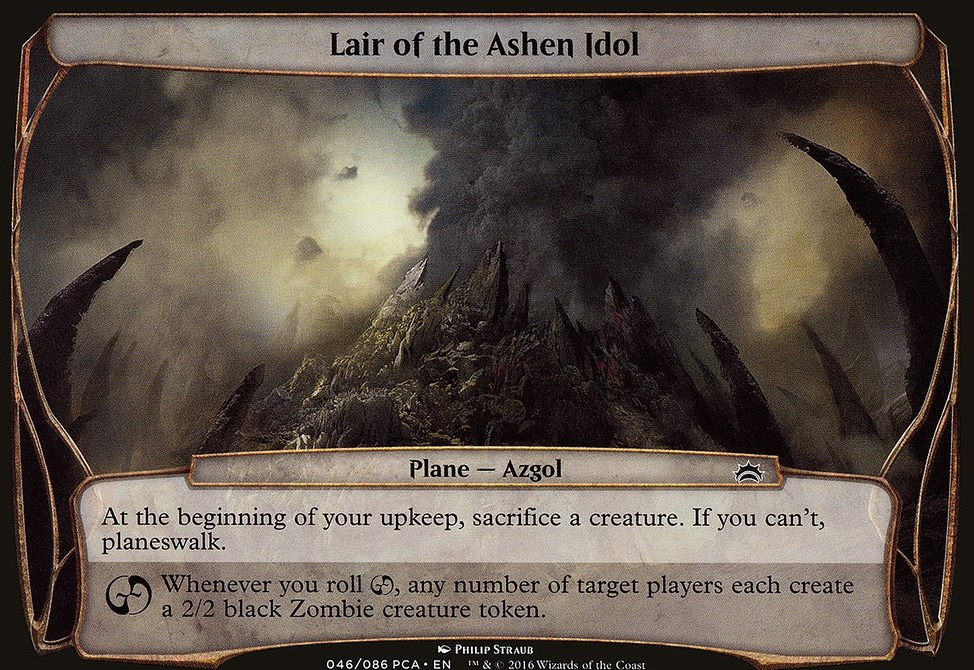 Lair of the Ashen Idol
Plane — Azgol
At the beginning of your upkeep, sacrifice a creature. If you can't,
planeswalk.
Whenever you roll , any number of target players each create
a 2/2 black Zombie creature token.
Philip Straub
046/086 PCA • EN ™ & © 2016 Wizards of the Coast